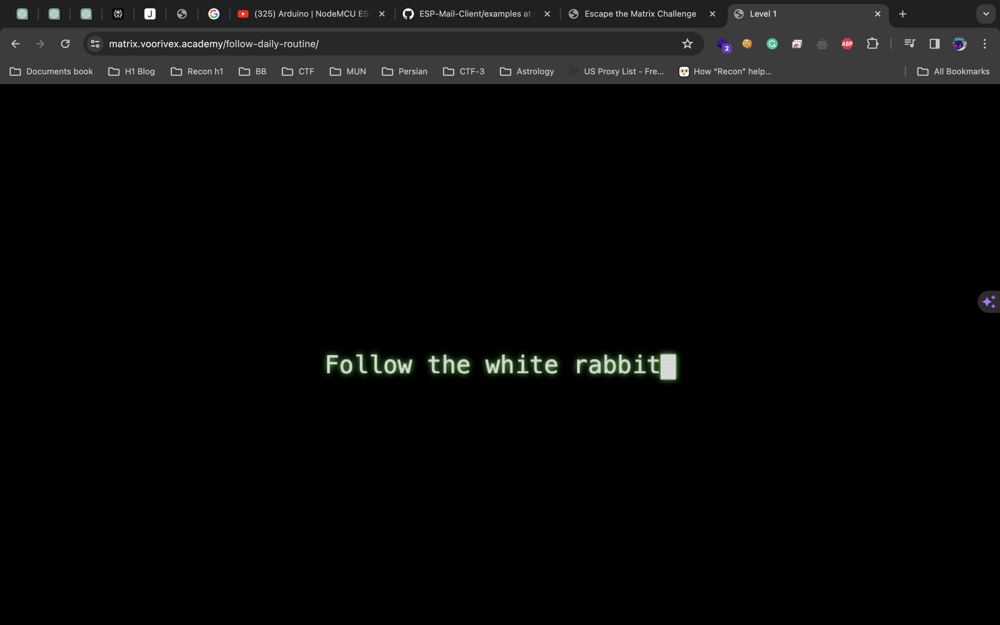 (325) Arduino | NodeMCU ES
ESP-Mail-Client/examples at
Escape the Matrix Challenge
Level 1
matrix.voorivex.academy/follow-daily-routine/
2
G
ABP
Documents book
H1 Blog
Recon h1
BB
CTF
MUN
Persian
CTF-3
Astrology
US Proxy List - Fre...
How “Recon” help...
All Bookmarks
Follow the white rabbit